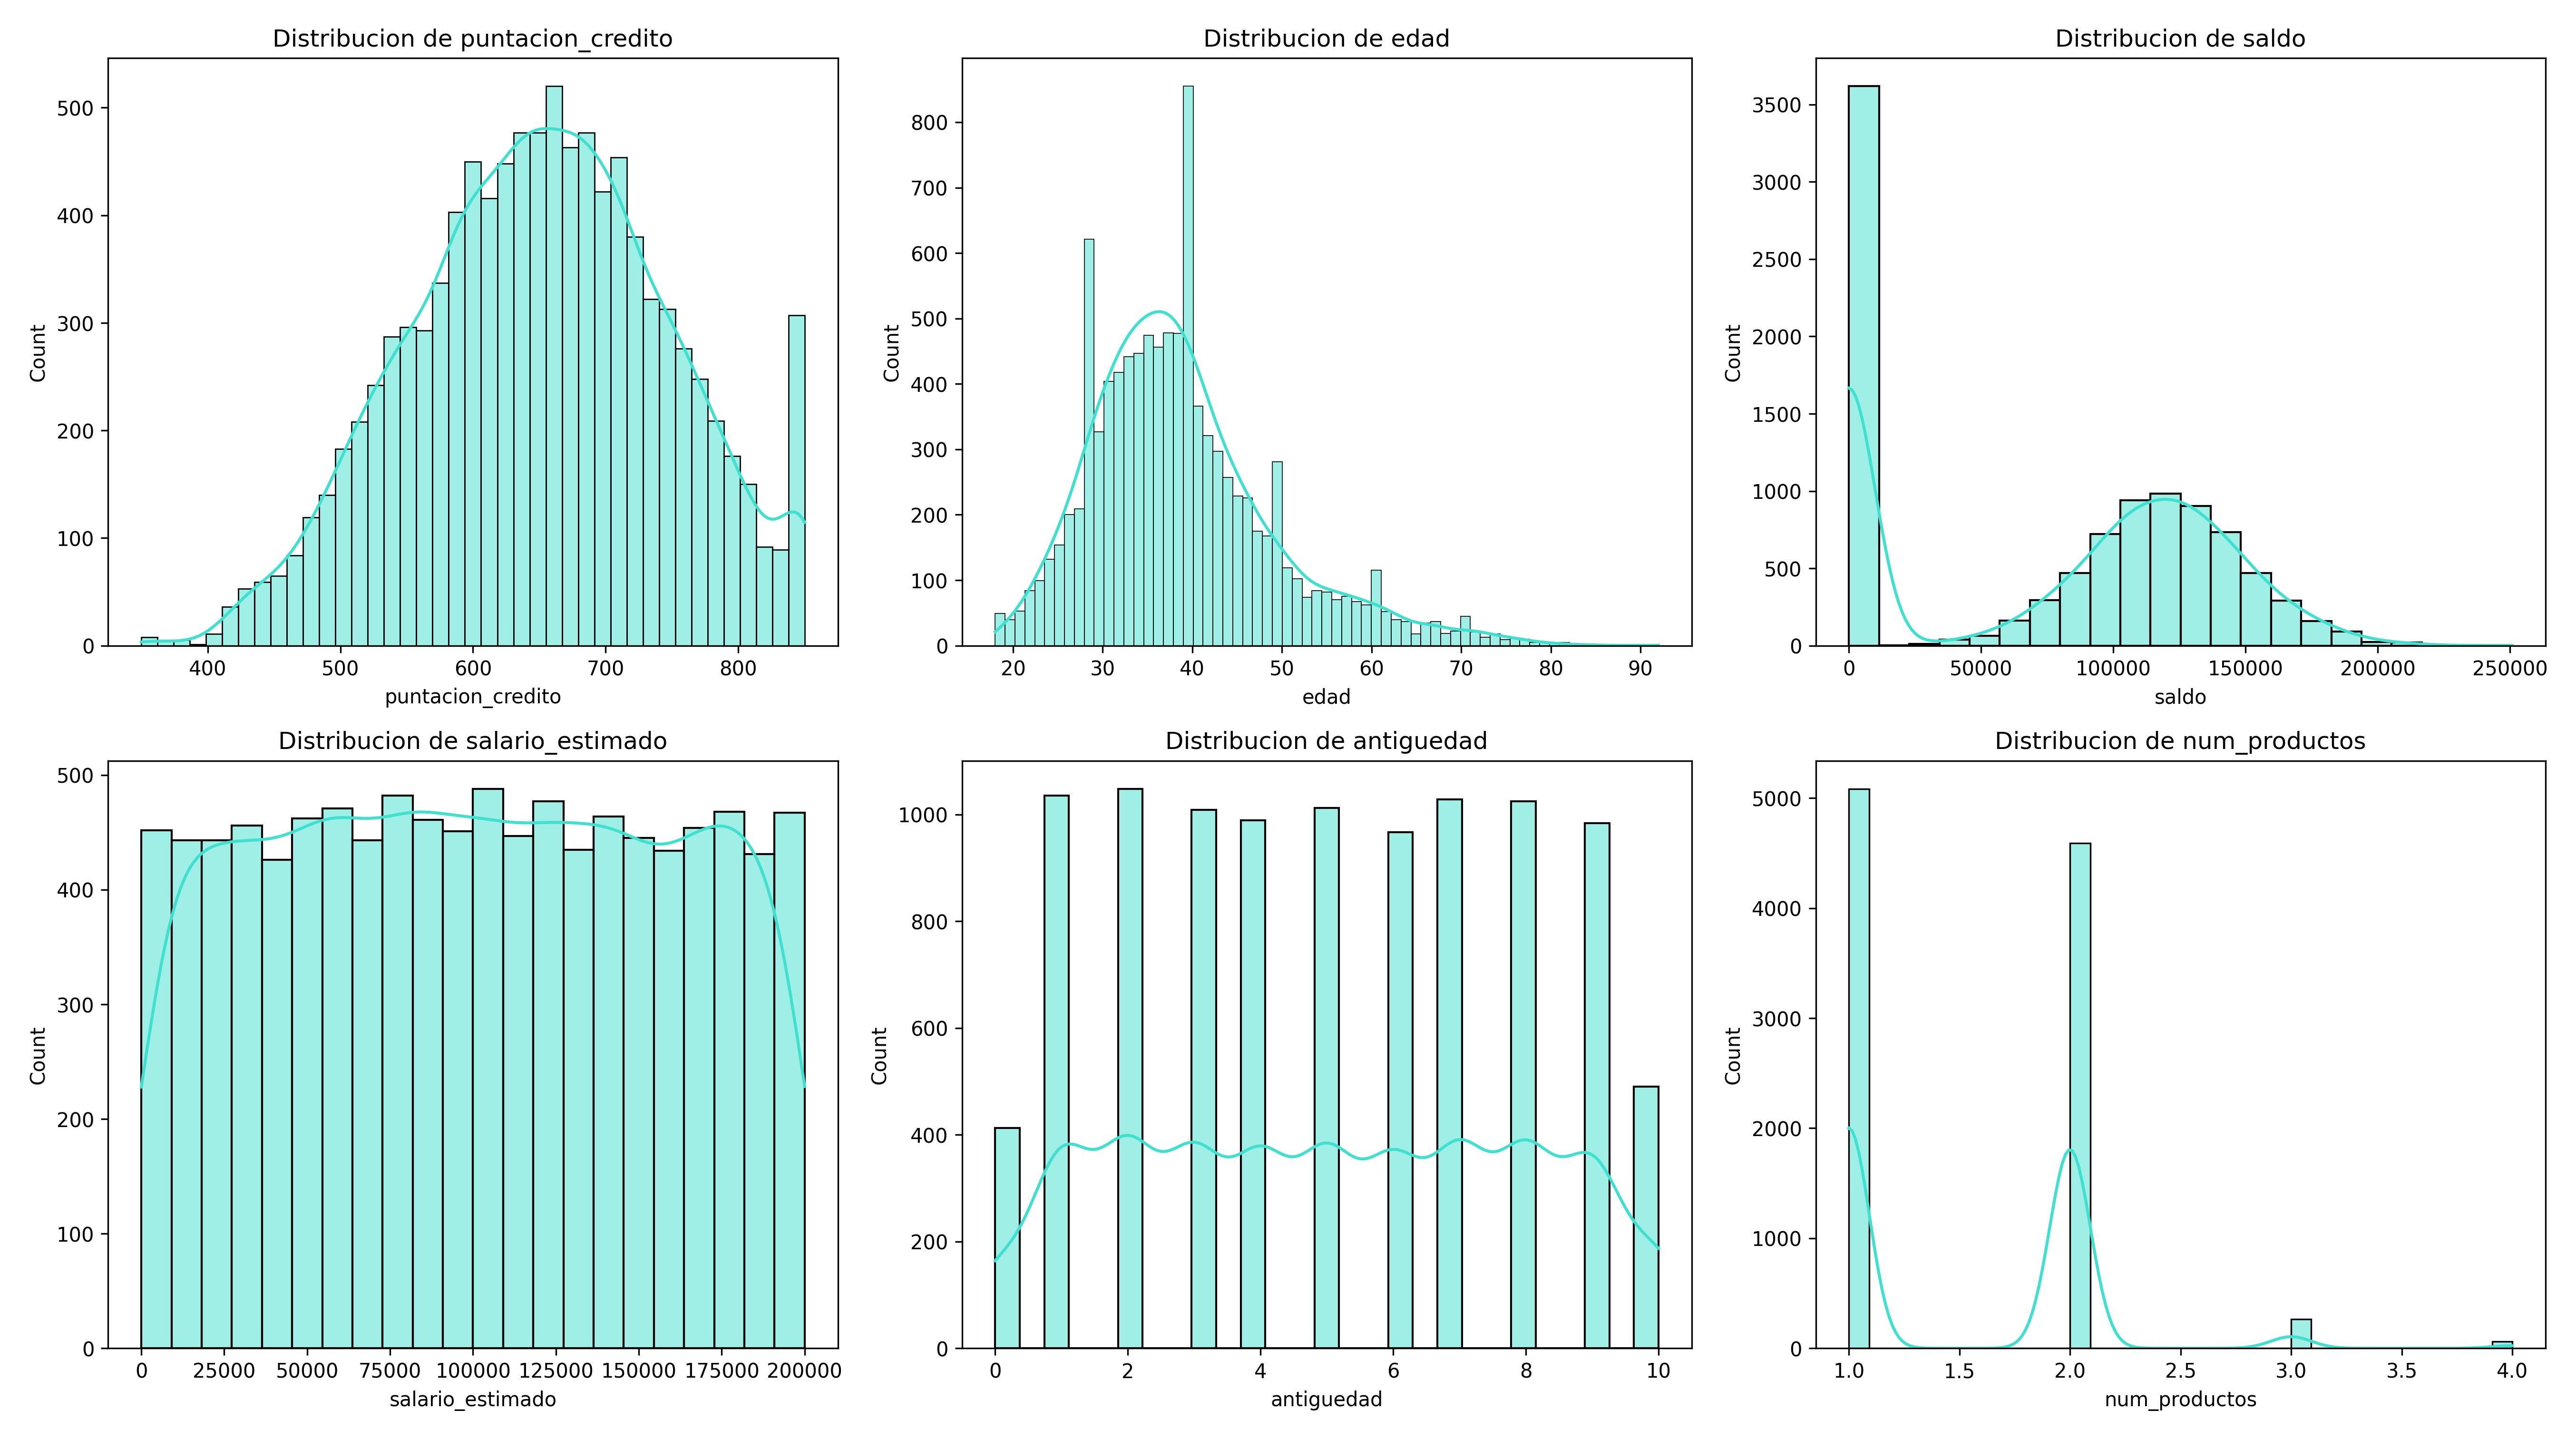 Distribucion de puntacion_credito
Count
500
400
300
200
100
0
400 500 600 700 800
puntacion_credito
Distribucion de edad
Count
800
700
600
500
400
300
200
100
0
20 30 40 50 60 70 80 90
edad
Distribucion de saldo
Count
3500
3000
2500
2000
1500
1000
500
0
0 50000 100000 150000 200000 250000
saldo
Distribucion de salario_estimado
Count
500
400
300
200
100
0
0 25000 50000 75000 100000 125000 150000 175000 200000
salario_estimado
Distribucion de antiguedad
Count
1000
800
600
400
200
0
0 2 4 6 8 10
antiguedad
Distribucion de num_productos
Count
5000
4000
3000
2000
1000
0
1.0 1.5 2.0 2.5 3.0 3.5 4.0
num_productos